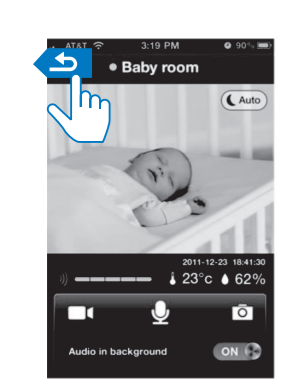 AT&T 3:19 PM 90%
Baby room
Auto
2011-12-23 18:41:30
23°c 62%
Audio in background
ON